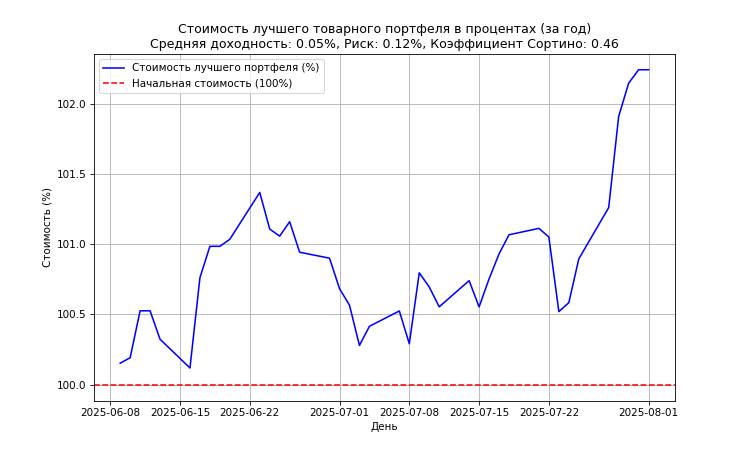 Стоимость лучшего товарного портфеля в процентах (за год)
Средняя доходность: 0.05%, Риск: 0.12%, Коэффициент Сортино: 0.46
Стоимость лучшего портфеля (%)
Начальная стоимость (100%)
Стоимость (%)
102.0
101.5
101.0
100.5
100.0
2025-06-08 2025-06-15 2025-06-22 2025-07-01 2025-07-08 2025-07-15 2025-07-22 2025-08-01
День